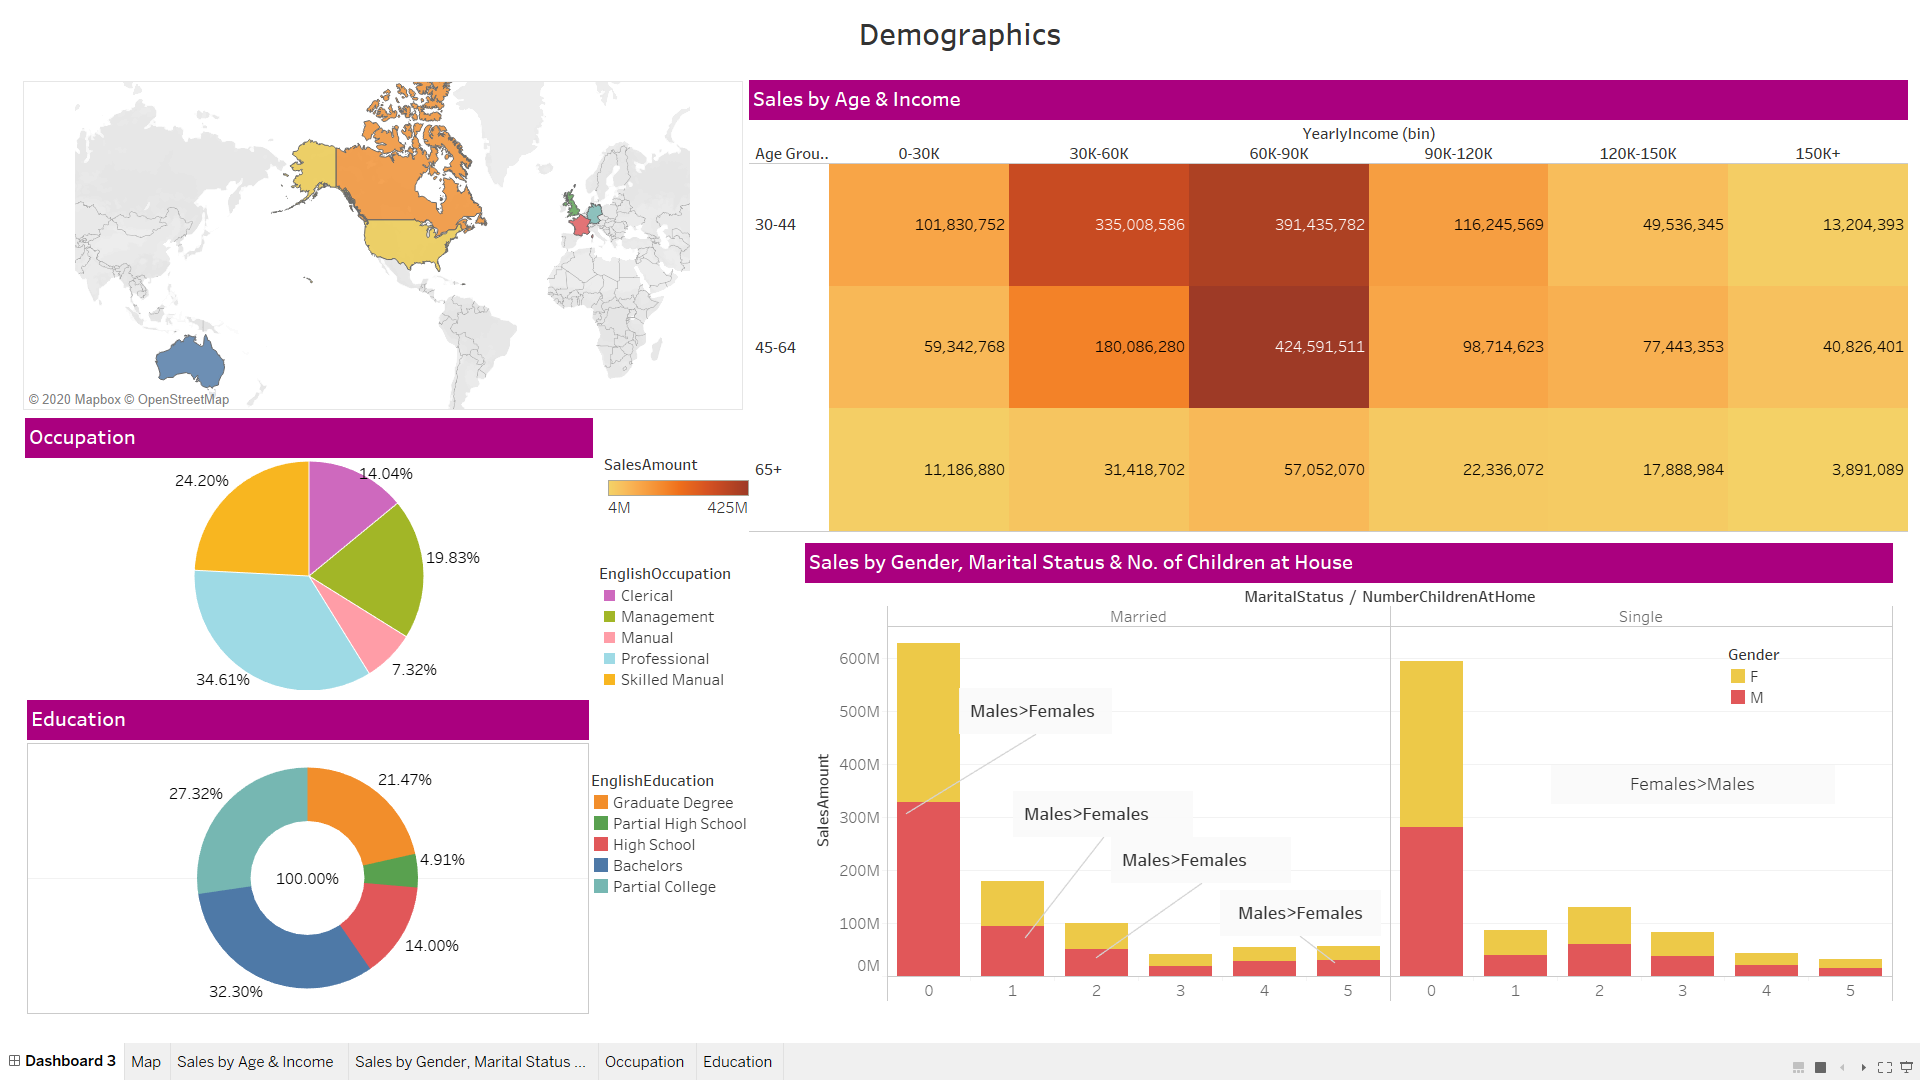 Demographics
© 2020 Mapbox © OpenStreetMap
Sales by Age & Income
YearlyIncome (bin)
Age Grou.. 0-30K 30K-60K 60K-90K 90K-120K 120K-150K 150K+
30-44 101,830,752 335,008,586 391,435,782 116,245,569 49,536,345 13,204,393
45-64 59,342,768 180,086,280 424,591,511 98,714,623 77,443,353 40,826,401
65+ 11,186,880 31,418,702 57,052,070 22,336,072 17,888,984 3,891,089
Occupation
24.20%
14.04%
19.83%
7.32%
34.61%
SalesAmount
4M 425M
EnglishOccupation
Clerical
Management
Manual
Professional
Skilled Manual
Education
27.32%
21.47%
4.91%
100.00%
14.00%
32.30%
EnglishEducation
Graduate Degree
Partial High School
High School
Bachelors
Partial College
Sales by Gender, Marital Status & No. of Children at House
MaritalStatus / NumberChildrenAtHome
Married Single
SalesAmount
600M
500M
400M
300M
200M
100M
0M
Males>Females
Males>Females
Males>Females
Males>Females
Gender
F
M
Females>Males
0 1 2 3 4 5 0 1 2 3 4 5
Dashboard 3 Map Sales by Age & Income Sales by Gender, Marital Status ... Occupation Education